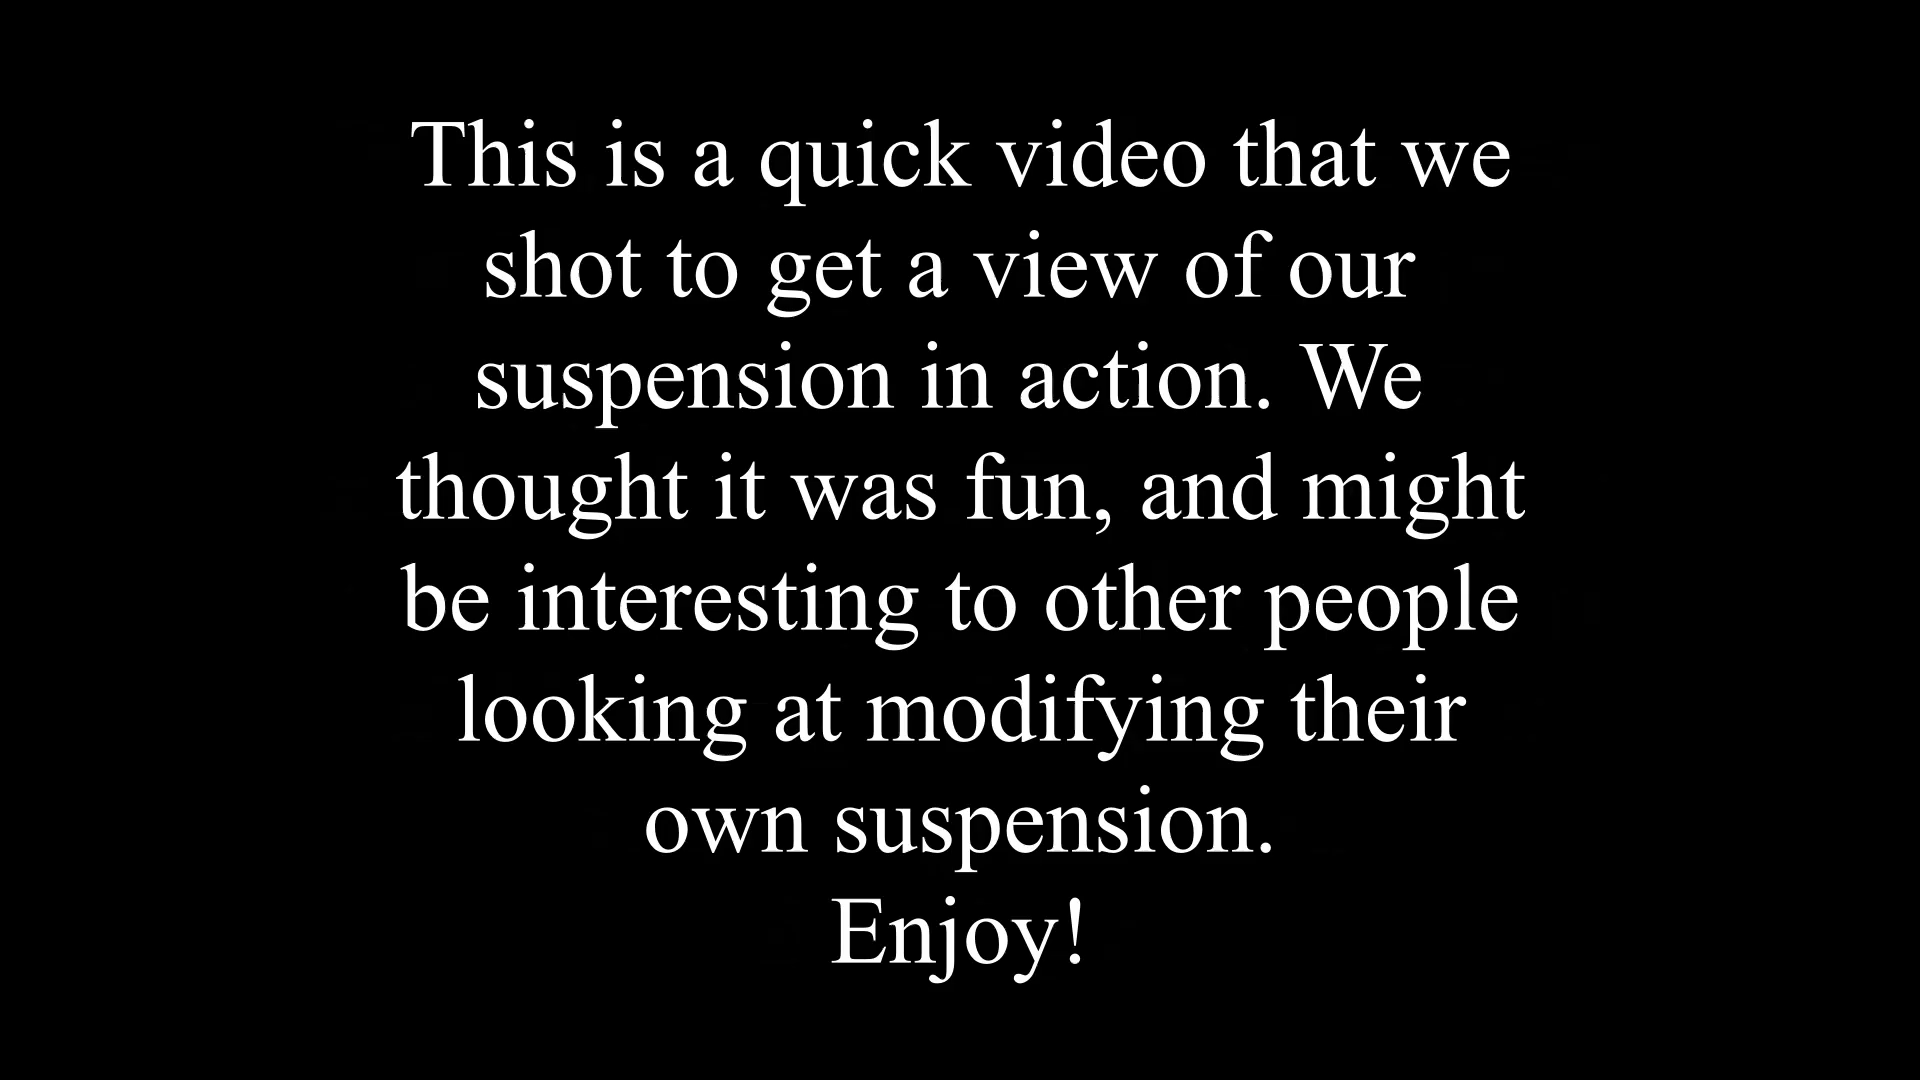 This is a quick video that we
shot to get a view of our
suspension in action. We
thought it was fun, and might
be interesting to other people
looking at modifying their
own suspension.
Enjoy!